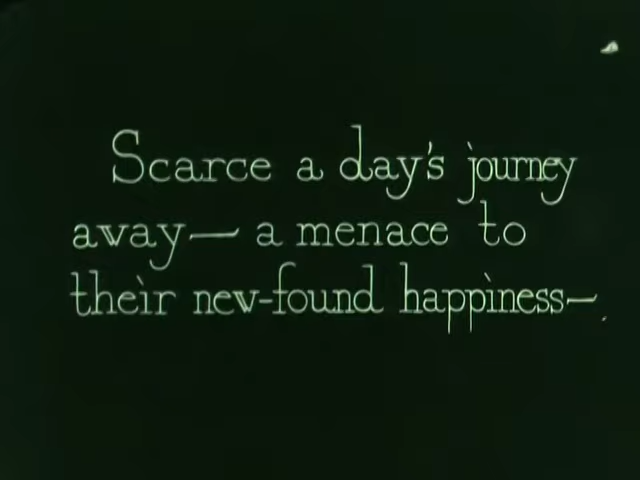 Scarce a day's journey
away— a menace to
their new-found happiness—